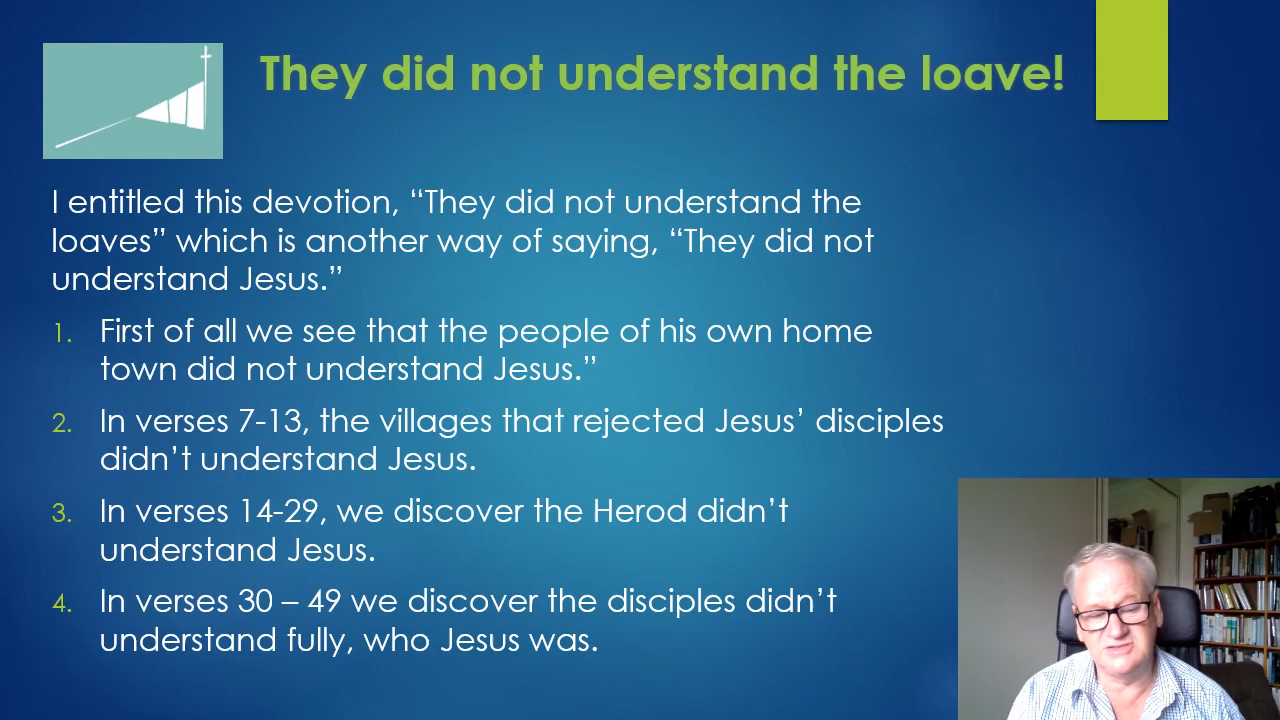 They did not understand the loave!
I entitled this devotion, “They did not understand the
loaves” which is another way of saying, “They did not
understand Jesus.”
1. First of all we see that the people of his own home
town did not understand Jesus.”
2. In verses 7-13, the villages that rejected Jesus’ disciples
didn’t understand Jesus.
3. In verses 14-29, we discover the Herod didn’t
understand Jesus.
4. In verses 30 – 49 we discover the disciples didn’t
understand fully, who Jesus was.